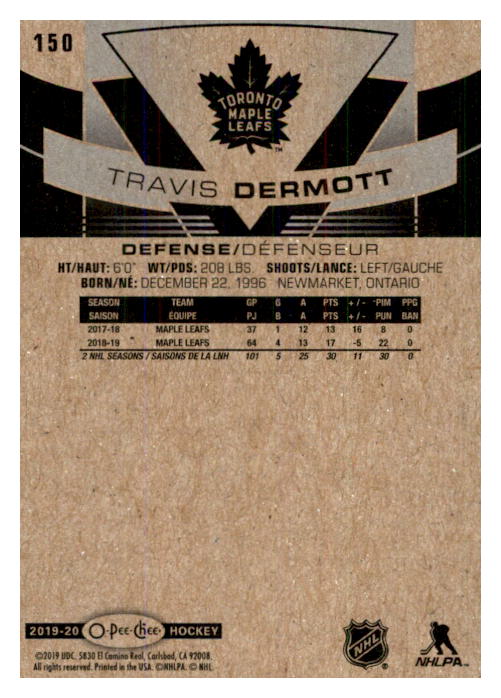 150
TORONTO
MAPLE
LEAFS
TM
TRAVIS DERMOTT
DEFENSE/DÉFENSEUR
HT/HAUT: 6'0" WT/PDS: 208 LBS. SHOOTS/LANCE: LEFT/GAUCHE
BORN/NÉ: DECEMBER 22, 1996 NEWMARKET, ONTARIO
SEASON TEAM GP G A PTS +/- PIM PPG
SAISON ÉQUIPE PJ B A PTS +/- PUN BAN
2017-18 MAPLE LEAFS 37 1 12 13 16 8 0
2018-19 MAPLE LEAFS 64 4 13 17 -5 22 0
2 NHL SEASONS / SAISONS DE LA LNH 101 5 25 30 11 30 0
2019-20 O-Pee-Chee HOCKEY
©2019 UDC. 5830 El Camino Real, Carlsbad, CA 92008.
All rights reserved. Printed in the USA. ©NHLPA. © NHL.
NHL
®
NHLPA™